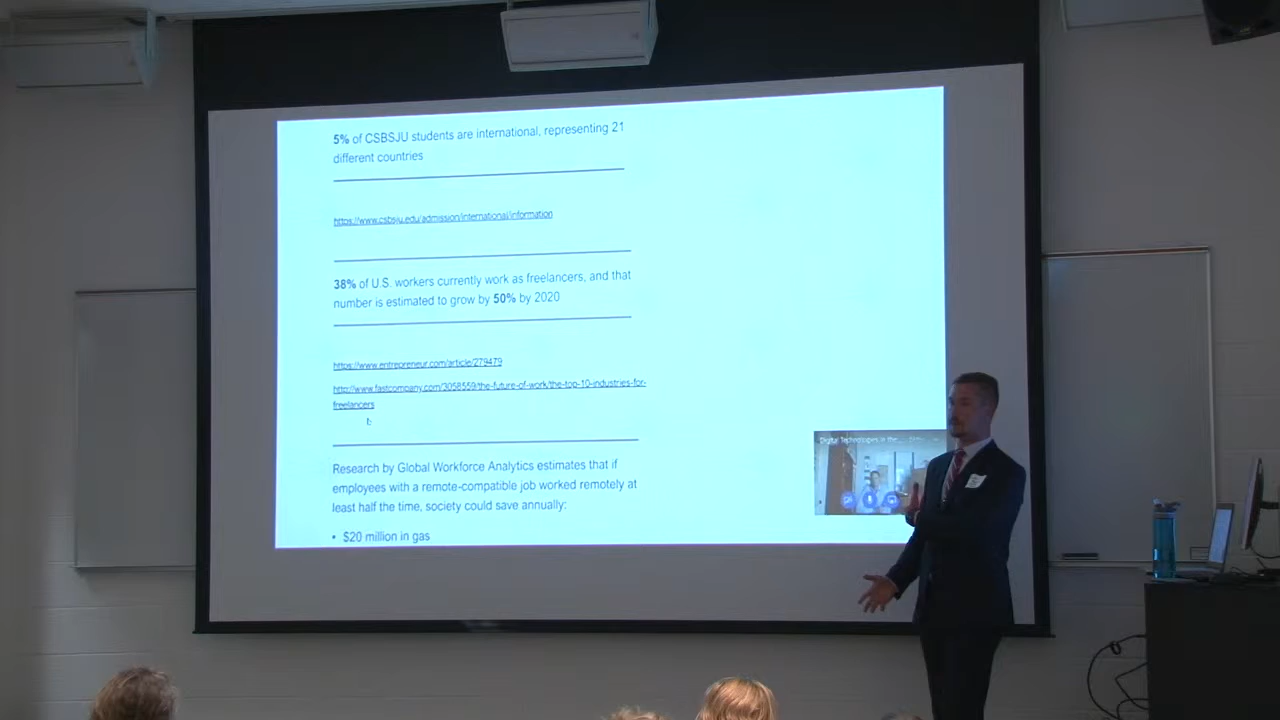 5% of CSBSJU students are international, representing 21
different countries
https://www.csbsju.edu/admission/international/information
38% of U.S. workers currently work as freelancers, and that
number is estimated to grow by 50% by 2020
https://www.entrepreneur.com/article/279479
http://www.fastcompany.com/3058559/the-future-of-work/the-top-10-industries-for-
freelancers
t:
Research by Global Workforce Analytics estimates that if
employees with a remote-compatible job worked remotely at
least half the time, society could save annually:
• $20 million in gas
Digital Technologies in the